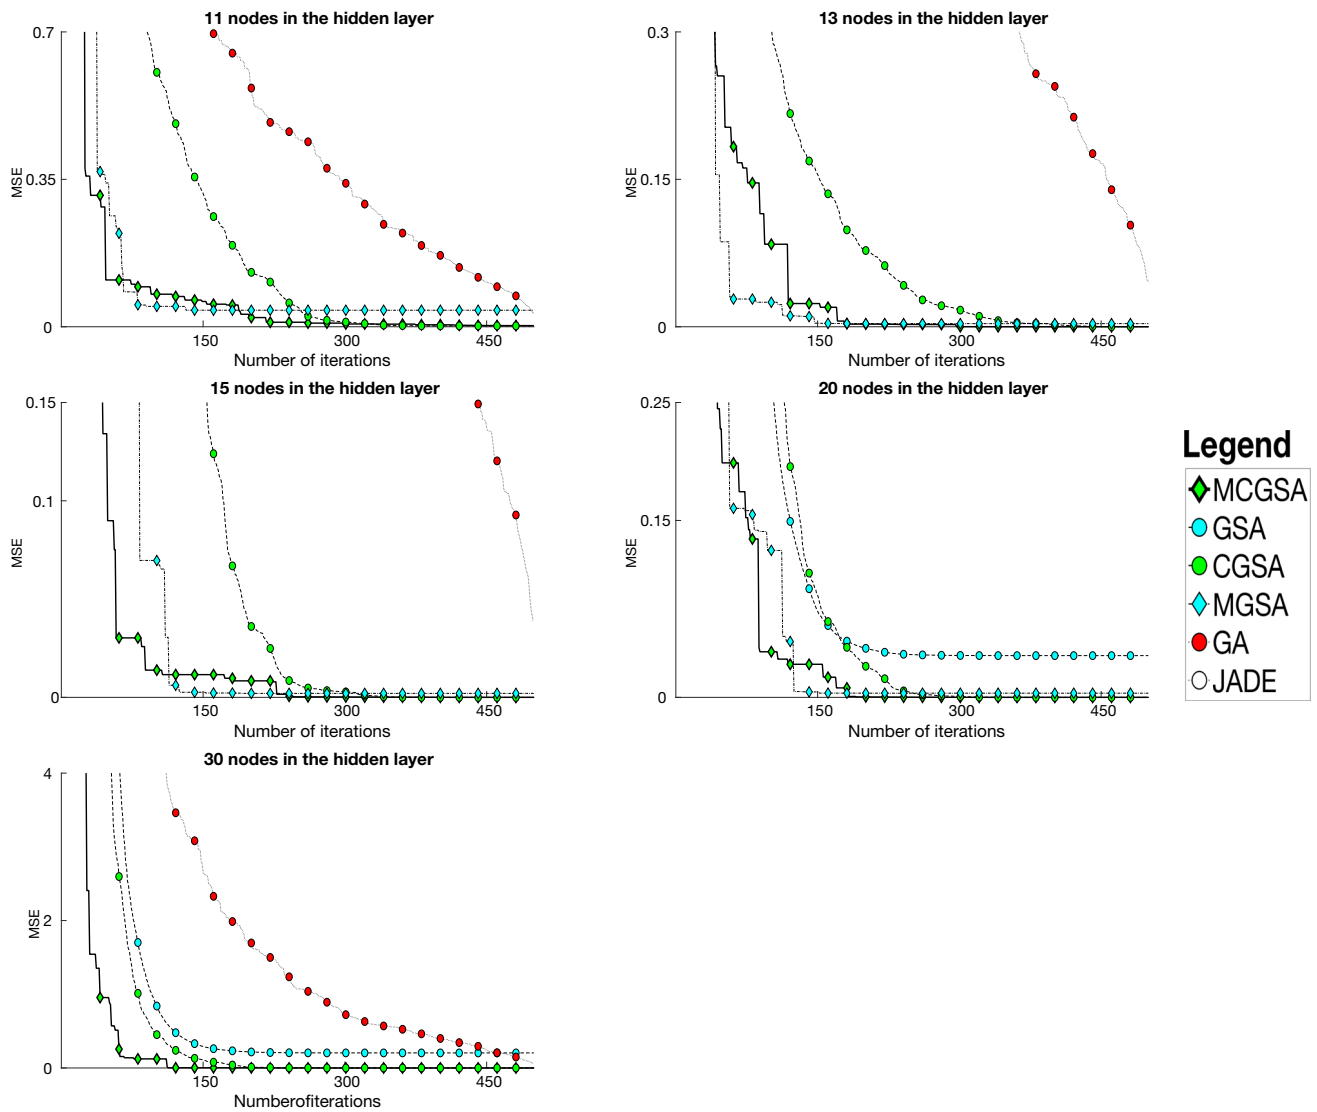 11 nodes in the hidden layer
0.7
0.35
0
MSE
150
300
450
Number of iterations
13 nodes in the hidden layer
0.3
0.15
0
MSE
150
300
450
Number of iterations
15 nodes in the hidden layer
0.15
0.1
0
MSE
150
300
450
Number of iterations
20 nodes in the hidden layer
0.25
0.15
0
MSE
150
300
450
Number of iterations
Legend
MCGSA
GSA
CGSA
MGSA
GA
JADE
30 nodes in the hidden layer
4
2
0
MSE
150
300
450
Numberofiterations